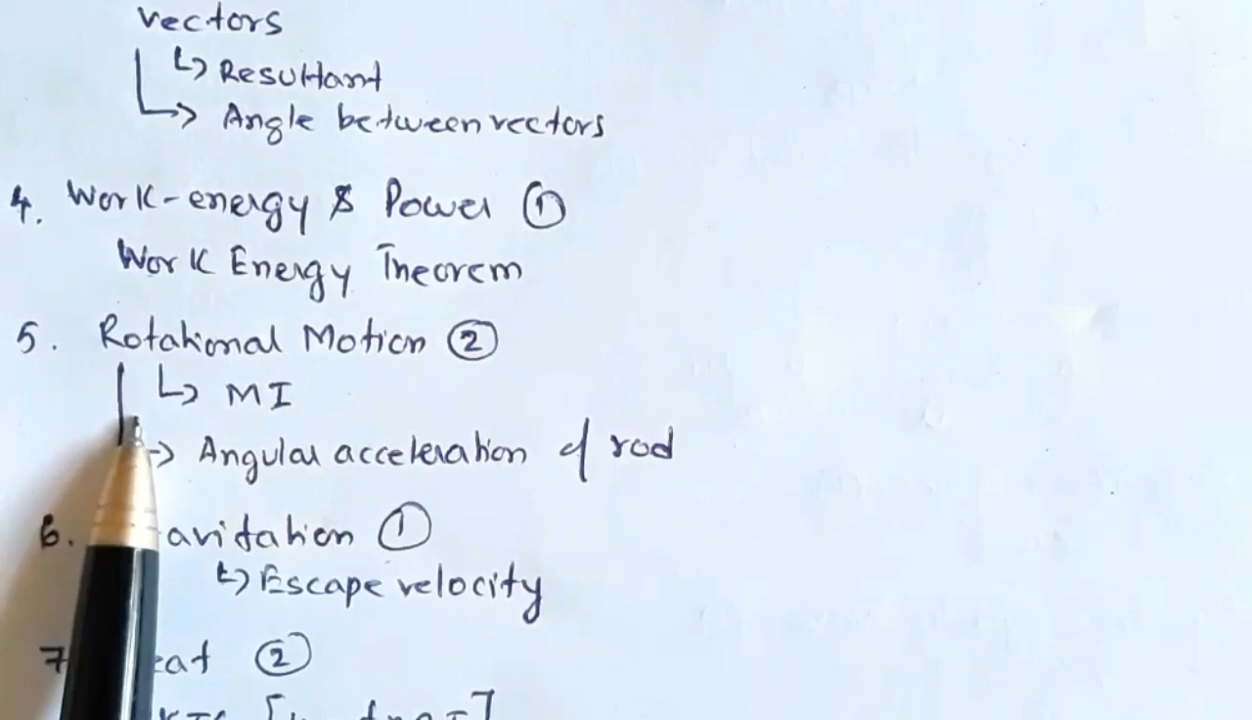 vectors
↳ Resultant
↳ Angle between vectors
4. Work-energy & Power ①
Work Energy Theorem
5. Rotational Motion ②
↳ MI
→ Angular acceleration of rod
6. avitation ①
↳ Escape velocity
7 eat ②